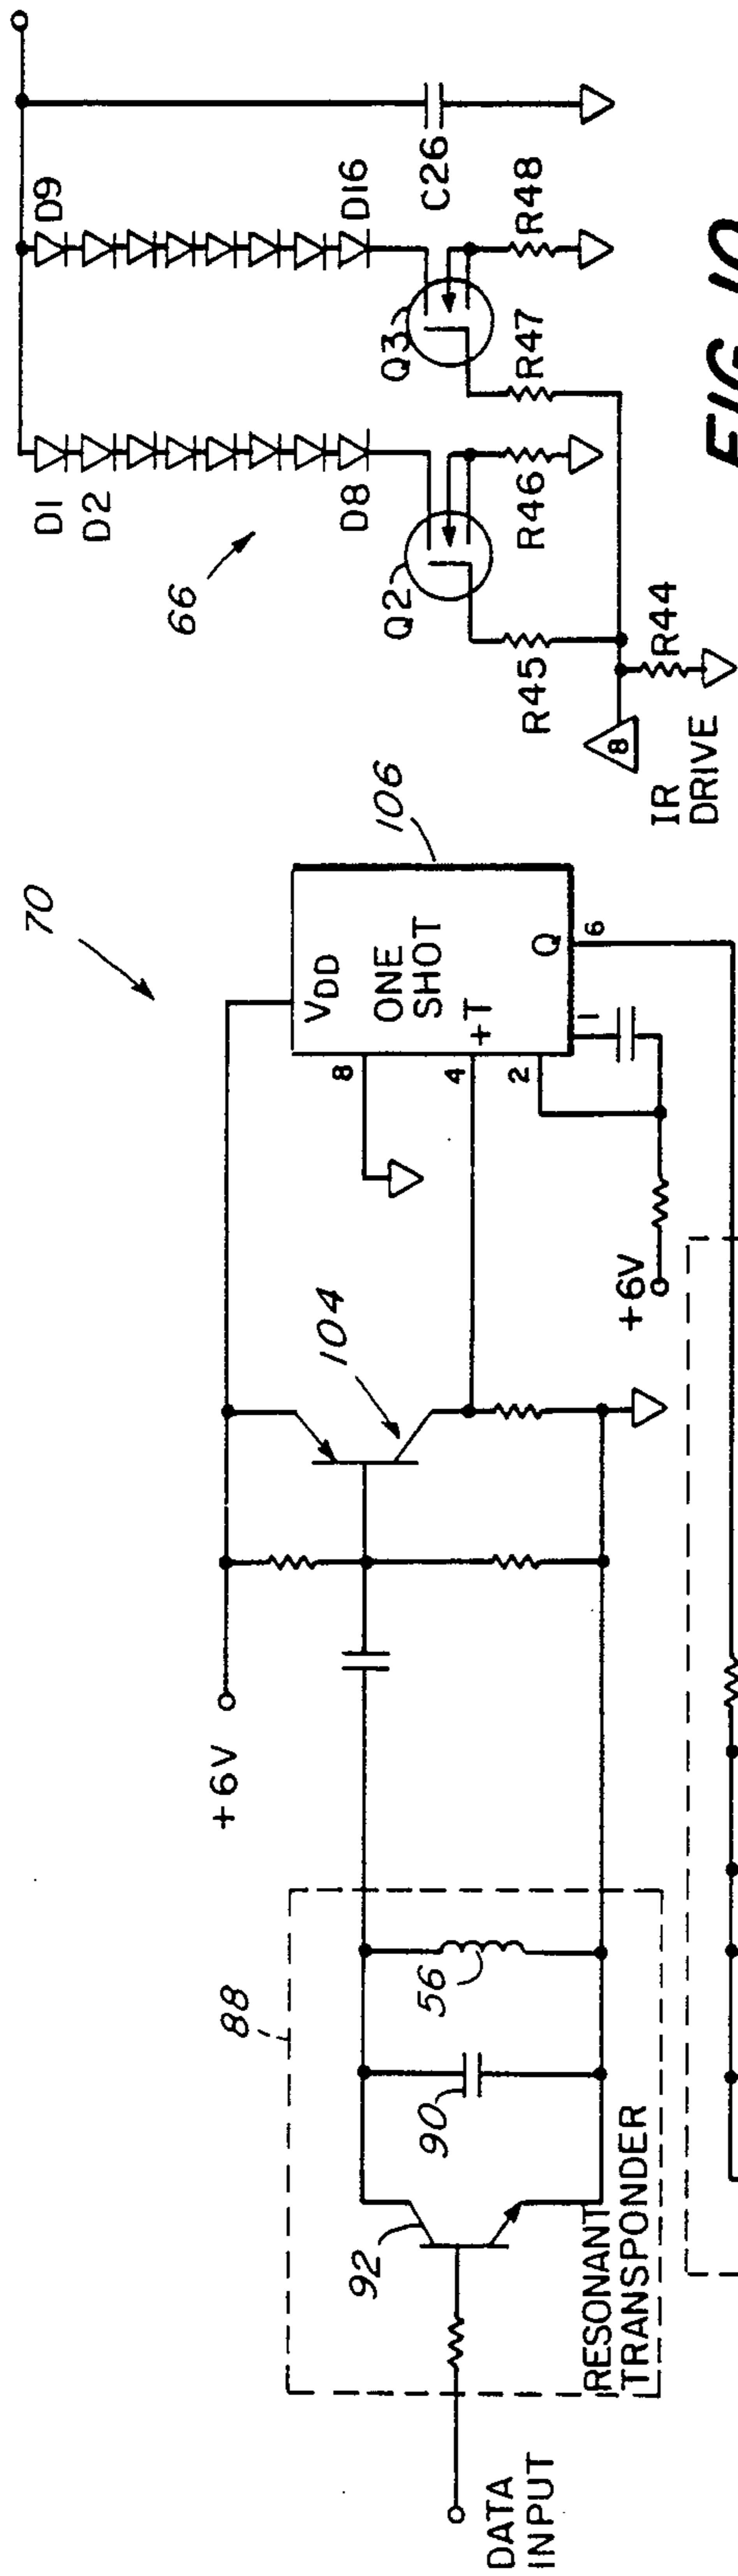 70
88
92
90
56
RESONANT
TRANSPONDER
DATA
INPUT
+6V
104
+6V
VDD
ONE
SHOT
+T
Q
8
4
2
1
6
106
66
D1
D2
D8
D9
D16
Q2
Q3
C26
R45
R46
R47
R48
R44
8
IR
DRIVE